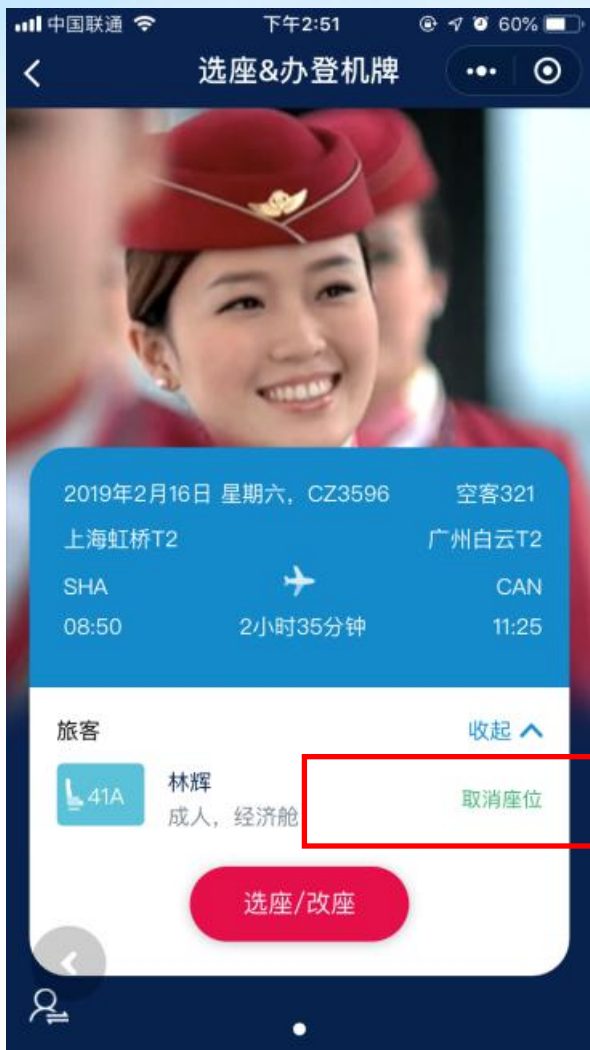 中国联通 下午2:51 60%
选座&办登机牌
2019年2月16日 星期六，CZ3596 空客321
上海虹桥T2 广州白云T2
SHA CAN
08:50 2小时35分钟 11:25
旅客 收起
41A 林辉 取消座位
成人，经济舱
选座/改座